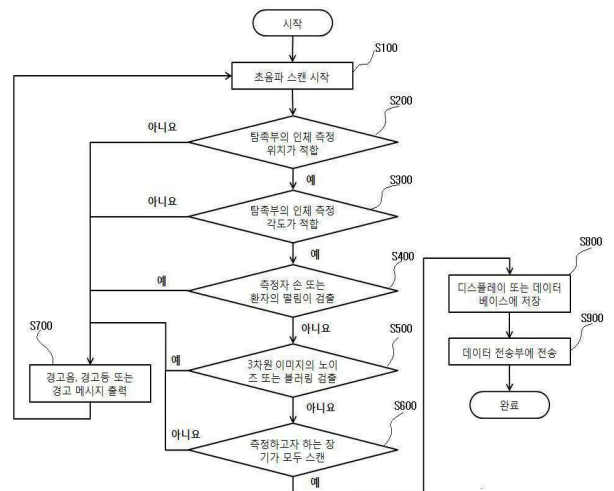 시작
S100
초음파 스캔 시작
S200
아니요
탐촉부의 인체 측정
위치가 적합
예
S300
아니요
탐촉부의 인체 측정
각도가 적합
예
S400
예
측정자 손 또는
환자의 떨림이 검출
아니요
S500
예
3차원 이미지의 노이
즈 또는 블러링 검출
아니요
S600
아니요
측정하고자 하는 장
기가 모두 스캔
예
S700
경고음, 경고등 또는
경고 메시지 출력
S800
디스플레이 또는 데이터
베이스에 저장
S900
데이터 전송부에 전송
완료